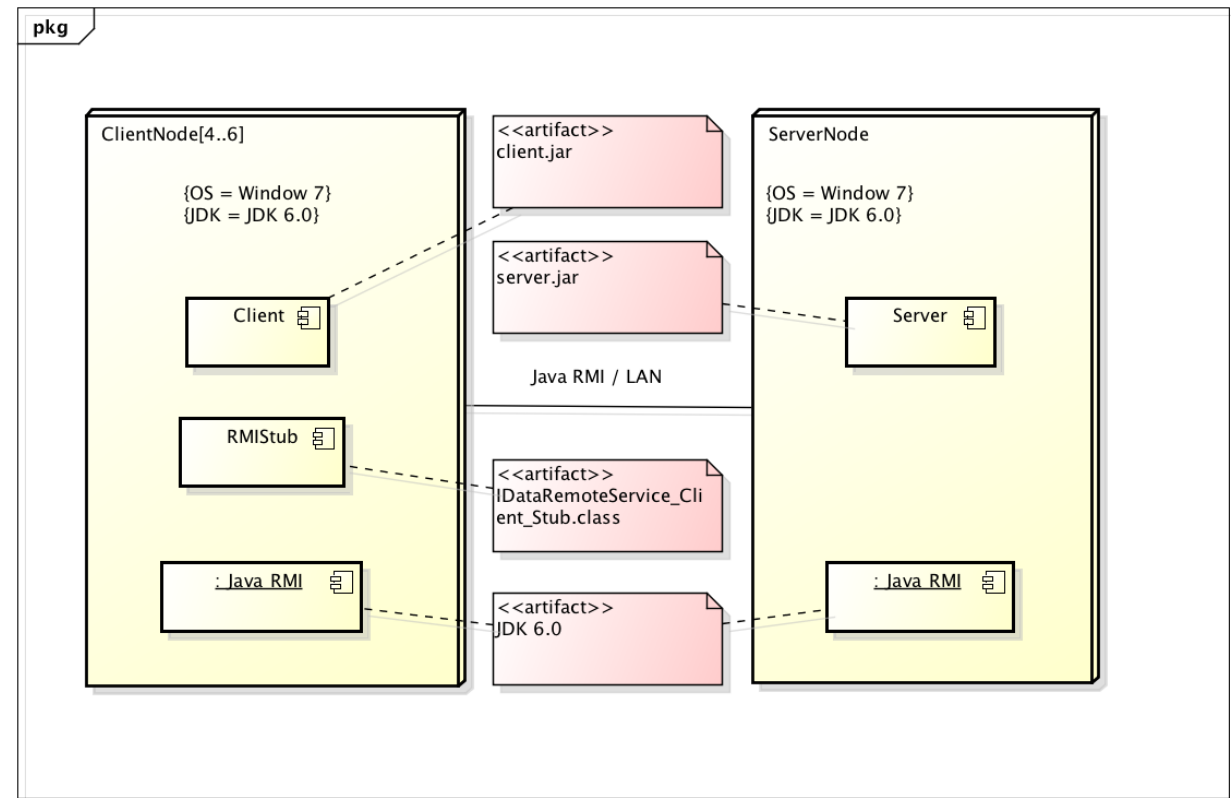 pkg
ClientNode[4..6]
{OS = Window 7}
{JDK = JDK 6.0}
Client
RMIStub
: Java RMI
<<artifact>>
client.jar
<<artifact>>
server.jar
Java RMI / LAN
<<artifact>>
IDataRemoteService_Cli
ent_Stub.class
<<artifact>>
JDK 6.0
ServerNode
{OS = Window 7}
{JDK = JDK 6.0}
Server
: Java RMI